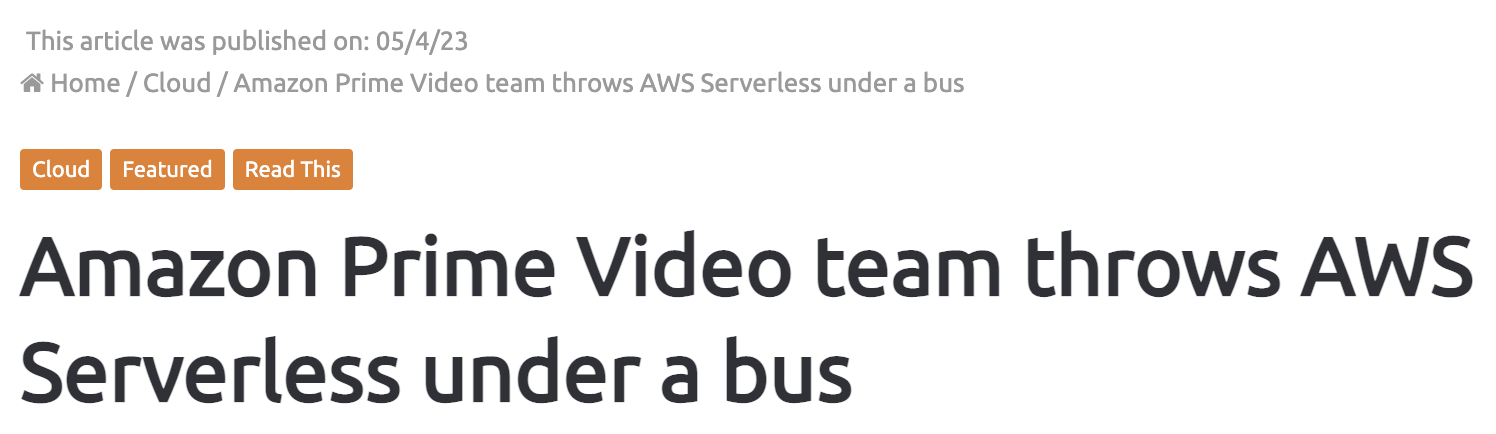 This article was published on: 05/4/23
Home / Cloud / Amazon Prime Video team throws AWS Serverless under a bus
Cloud Featured Read This
Amazon Prime Video team throws AWS
Serverless under a bus